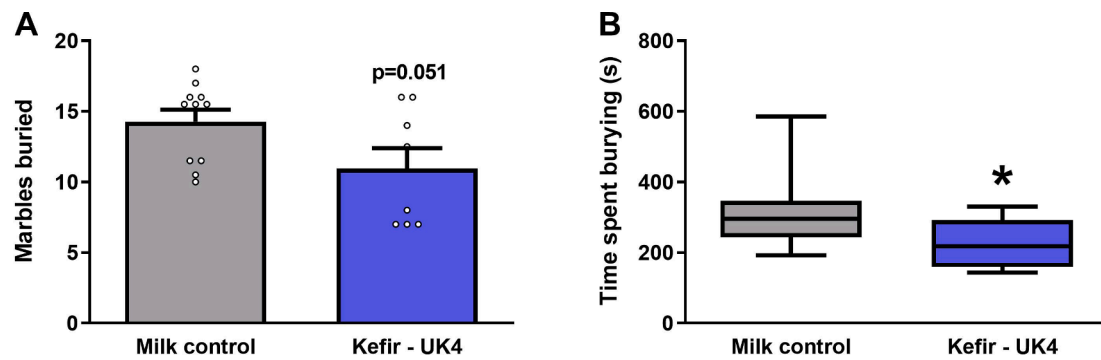 A
Marbles buried
20
15
10
5
0
p=0.051
Milk control
Kefir - UK4
B
Time spent burying (s)
800
600
400
200
0
*
Milk control
Kefir - UK4